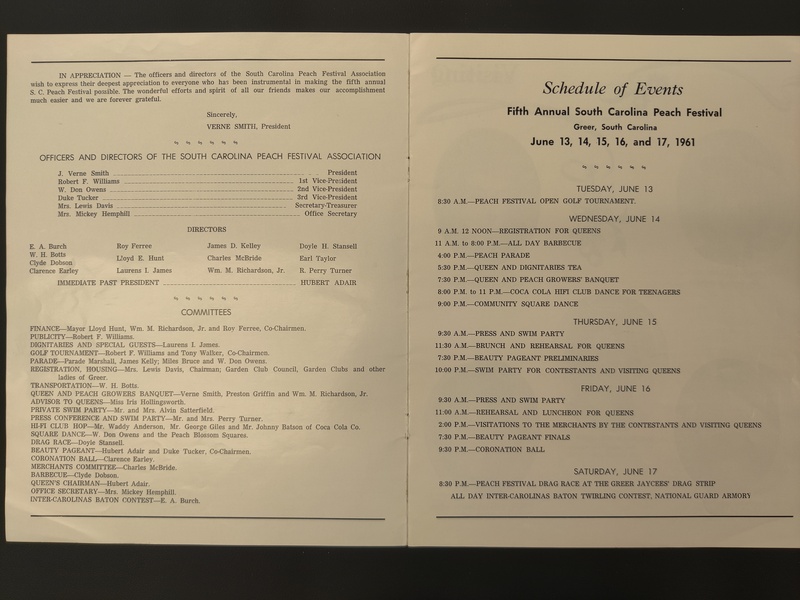 IN APPRECIATION — The officers and directors of the South Carolina Peach Festival Association
wish to express their deepest appreciation to everyone who has been instrumental in making the fifth annual
S. C. Peach Festival possible. The wonderful efforts and spirit of all our friends makes our accomplishment
much easier and we are forever grateful.
Sincerely,
VERNE SMITH, President
OFFICERS AND DIRECTORS OF THE SOUTH CAROLINA PEACH FESTIVAL ASSOCIATION
J. Verne Smith President
Robert F. Williams 1st Vice-President
W. Don Owens 2nd Vice-President
Duke Tucker 3rd Vice-President
Mrs. Lewis Davis Secretary-Treasurer
Mrs. Mickey Hemphill Office Secretary
DIRECTORS
E. A. Burch Roy Ferree James D. Kelley Doyle H. Stansell
W. H. Botts Lloyd E. Hunt Charles McBride Earl Taylor
Clyde Dobson
Clarence Earley Laurens I. James Wm. M. Richardson, Jr. R. Perry Turner
IMMEDIATE PAST PRESIDENT HUBERT ADAIR
COMMITTEES
FINANCE—Mayor Lloyd Hunt, Wm. M. Richardson, Jr. and Roy Ferree, Co-Chairmen.
PUBLICITY—Robert F. Williams.
DIGNITARIES AND SPECIAL GUESTS—Laurens I. James.
GOLF TOURNAMENT—Robert F. Williams and Tony Walker, Co-Chairmen.
PARADE—Parade Marshall, James Kelly; Miles Bruce and W. Don Owens.
REGISTRATION, HOUSING—Mrs. Lewis Davis, Chairman; Garden Club Council, Garden Clubs and other
ladies of Greer.
TRANSPORTATION—W. H. Botts.
QUEEN AND PEACH GROWERS BANQUET—Verne Smith, Preston Griffin and Wm. M. Richardson, Jr.
ADVISOR TO QUEENS—Miss Iris Hollingsworth.
PRIVATE SWIM PARTY—Mr. and Mrs. Alvin Satterfield.
PRESS CONFERENCE AND SWIM PARTY—Mr. and Mrs. Perry Turner.
HI-FI CLUB HOP—Mr. Waddy Anderson, Mr. George Giles and Mr. Johnny Batson of Coca Cola Co.
SQUARE DANCE—W. Don Owens and the Peach Blossom Squares.
DRAG RACE—Doyle Stansell.
BEAUTY PAGEANT—Hubert Adair and Duke Tucker, Co-Chairmen.
CORONATION BALL—Clarence Earley.
MERCHANTS COMMITTEE—Charles McBride.
BARBECUE—Clyde Dobson.
QUEEN'S CHAIRMAN—Hubert Adair.
OFFICE SECRETARY—Mrs. Mickey Hemphill.
INTER-CAROLINAS BATON CONTEST—E. A. Burch.
Schedule of Events
Fifth Annual South Carolina Peach Festival
Greer, South Carolina
June 13, 14, 15, 16, and 17, 1961
TUESDAY, JUNE 13
8:30 A.M.—PEACH FESTIVAL OPEN GOLF TOURNAMENT.
WEDNESDAY, JUNE 14
9 A.M. 12 NOON—REGISTRATION FOR QUEENS
11 A.M. to 8:00 P.M.—ALL DAY BARBECUE
4:00 P.M.—PEACH PARADE
5:30 P.M.—QUEEN AND DIGNITARIES TEA
7:30 P.M.—QUEEN AND PEACH GROWERS' BANQUET
8:00 P.M. to 11 P.M.—COCA COLA HIFI CLUB DANCE FOR TEENAGERS
9:00 P.M.—COMMUNITY SQUARE DANCE
THURSDAY, JUNE 15
9:30 A.M.—PRESS AND SWIM PARTY
11:30 A.M.—BRUNCH AND REHEARSAL FOR QUEENS
7:30 P.M.—BEAUTY PAGEANT PRELIMINARIES
10:00 P.M.—SWIM PARTY FOR CONTESTANTS AND VISITING QUEENS
FRIDAY, JUNE 16
9:30 A.M.—PRESS AND SWIM PARTY
11:00 A.M.—REHEARSAL AND LUNCHEON FOR QUEENS
2:00 P.M.—VISITATIONS TO THE MERCHANTS BY THE CONTESTANTS AND VISITING QUEENS
7:30 P.M.—BEAUTY PAGEANT FINALS
9:30 P.M.—CORONATION BALL
SATURDAY, JUNE 17
8:30 P.M.—PEACH FESTIVAL DRAG RACE AT THE GREER JAYCEES' DRAG STRIP
ALL DAY INTER-CAROLINAS BATON TWIRLING CONTEST, NATIONAL GUARD ARMORY